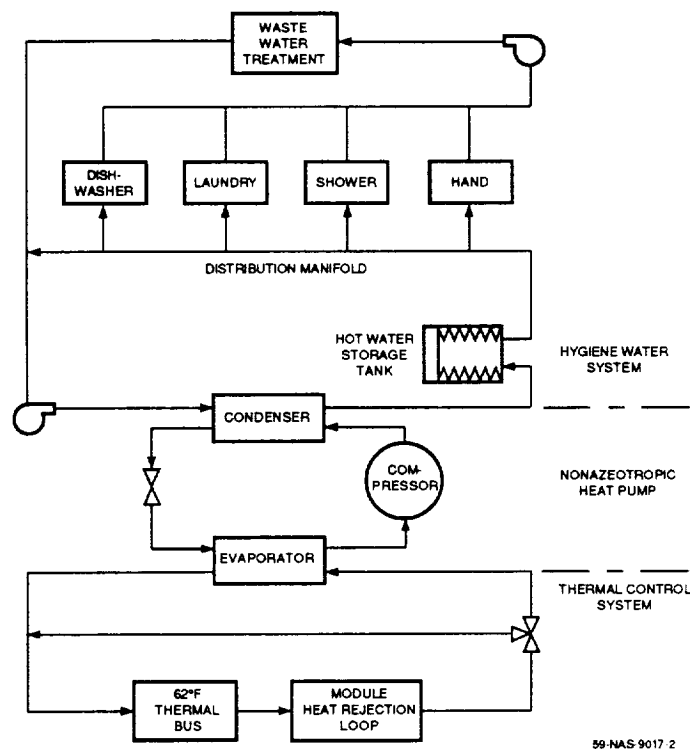 WASTE
WATER
TREATMENT
DISH-
WASHER
LAUNDRY
SHOWER
HAND
DISTRIBUTION MANIFOLD
HOT WATER
STORAGE
TANK
HYGIENE WATER
SYSTEM
CONDENSER
COM-
PRESSOR
NONAZEOTROPIC
HEAT PUMP
EVAPORATOR
THERMAL CONTROL
SYSTEM
62°F
THERMAL
BUS
MODULE
HEAT REJECTION
LOOP
59-NAS-9017-2